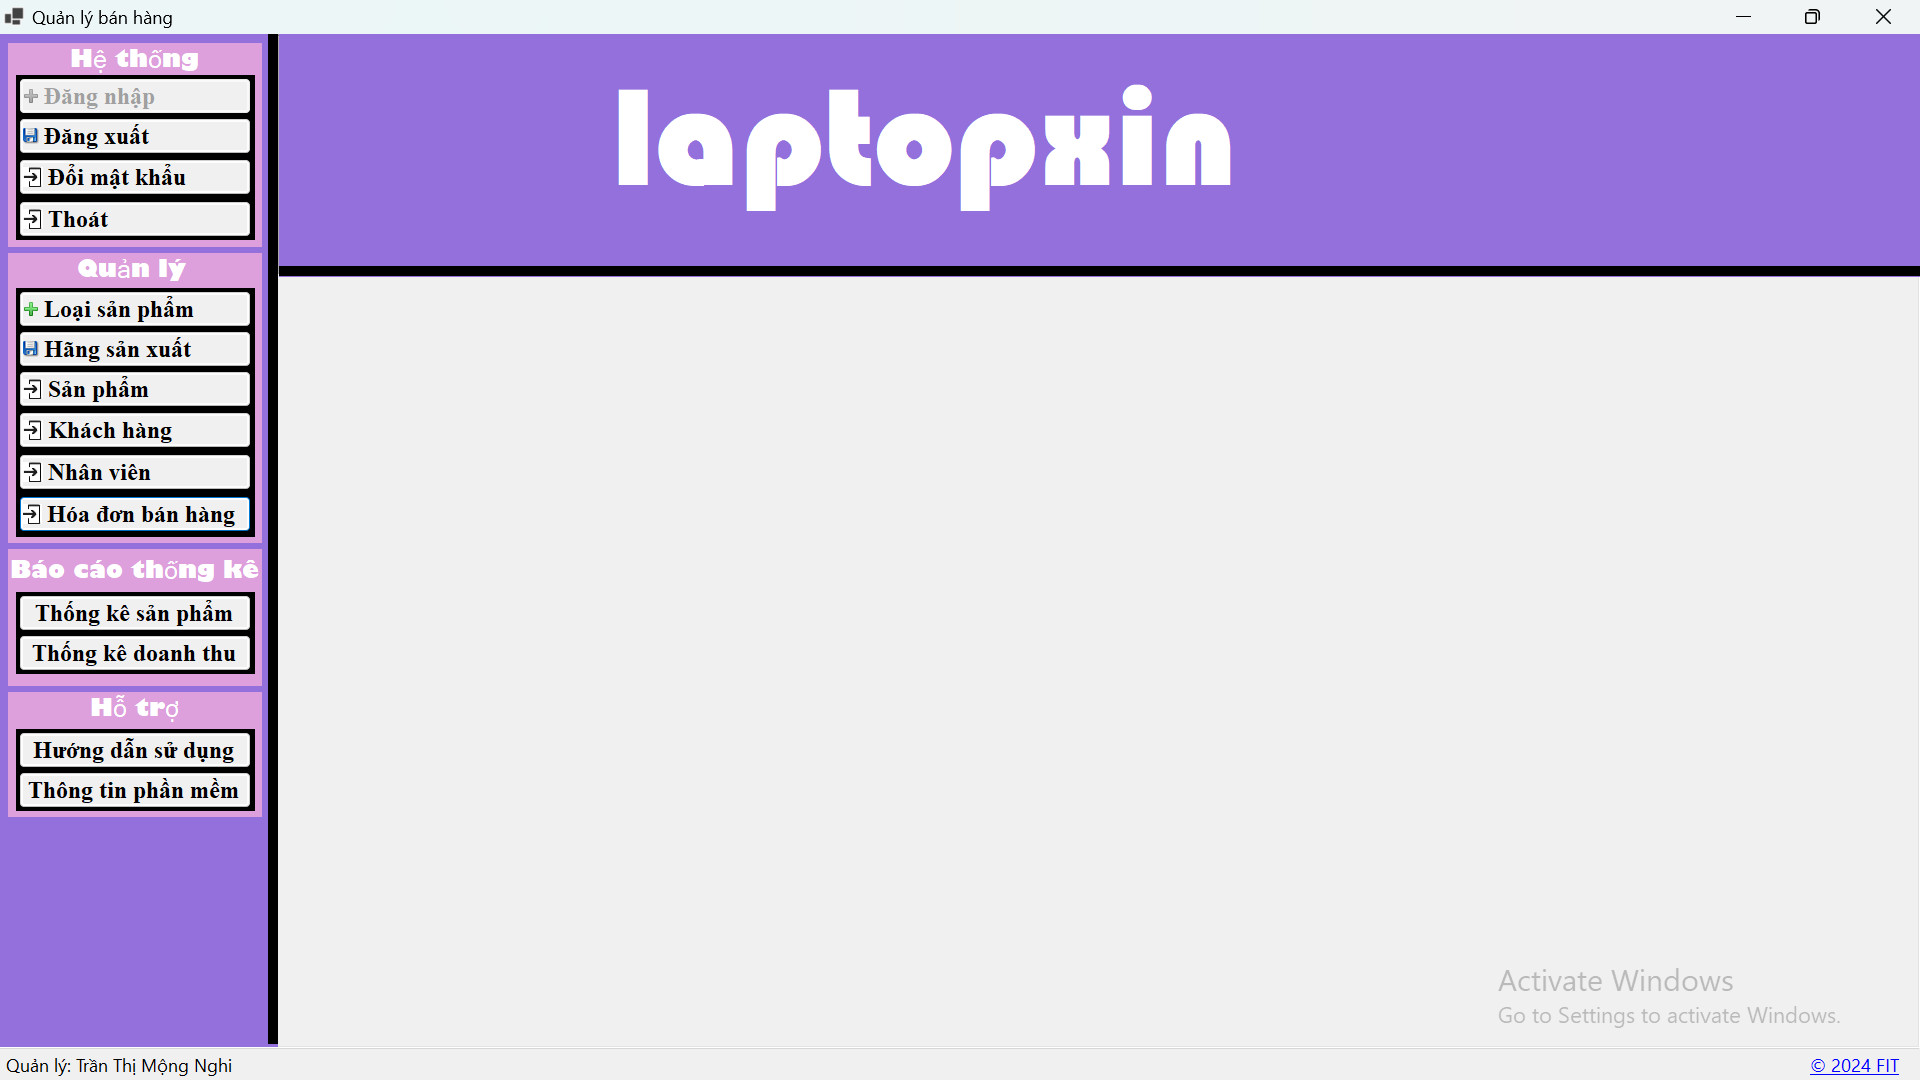 Quản lý bán hàng
Hệ thống
Đăng nhập
Đăng xuất
Đổi mật khẩu
Thoát
Quản lý
Loại sản phẩm
Hãng sản xuất
Sản phẩm
Khách hàng
Nhân viên
Hóa đơn bán hàng
Báo cáo thống kê
Thống kê sản phẩm
Thống kê doanh thu
Hỗ trợ
Hướng dẫn sử dụng
Thông tin phần mềm
laptopxin
Activate Windows
Go to Settings to activate Windows.
Quản lý: Trần Thị Mộng Nghi
© 2024 FIT